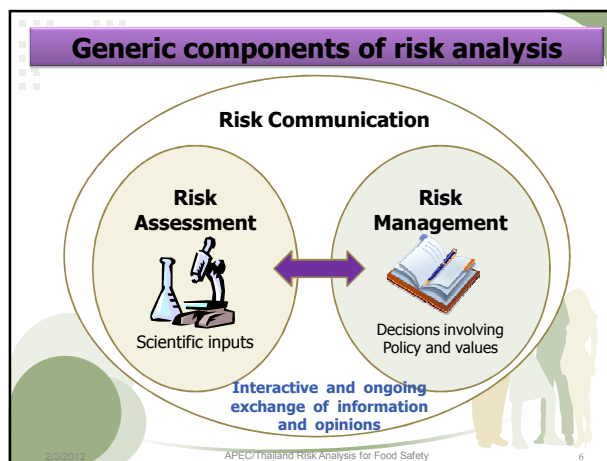 Generic components of risk analysis
Risk Communication
Risk
Assessment
Scientific inputs
Risk
Management
Decisions involving
Policy and values
Interactive and ongoing
exchange of information
and opinions
2/3/2012
APEC/Thailand Risk Analysis for Food Safety
6